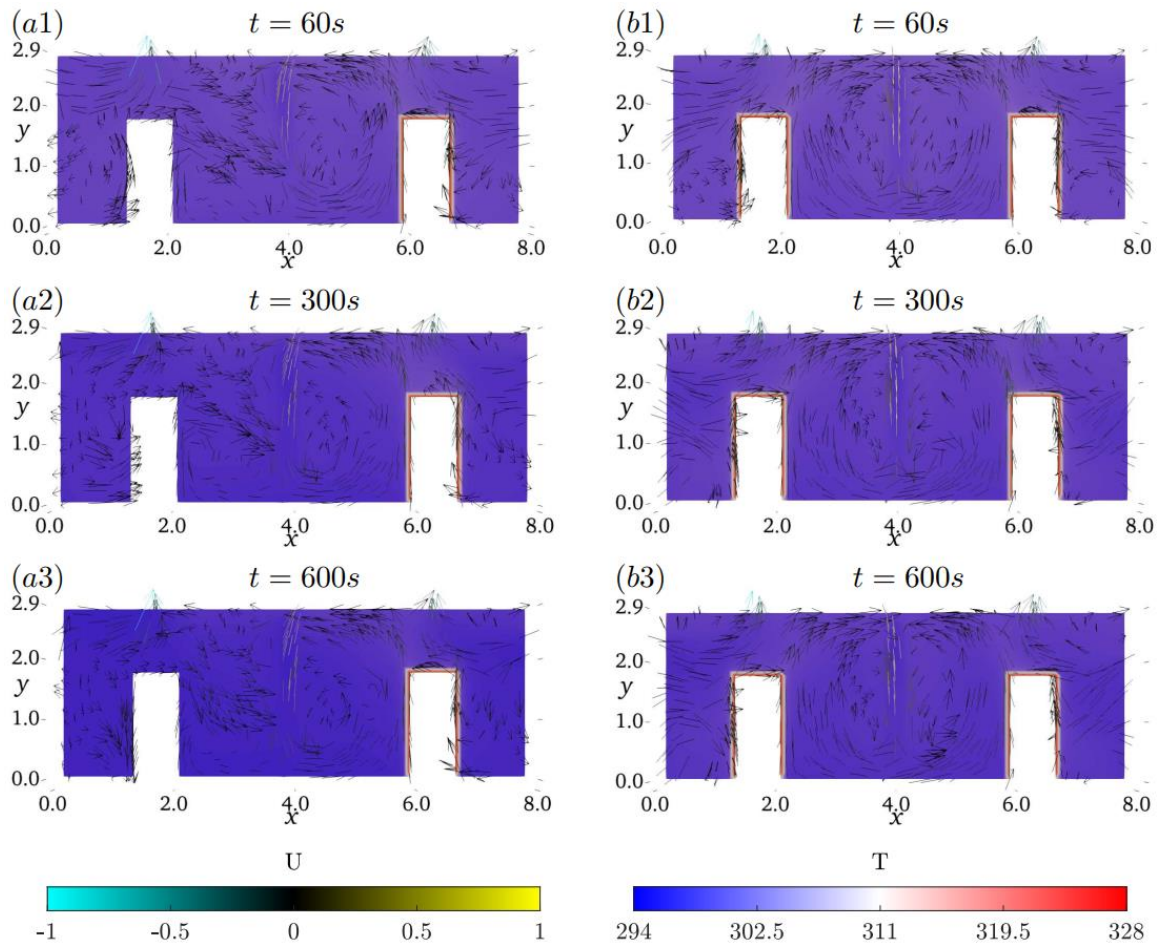 (a1) t = 60s
2.9
2.0
y
1.0
0.0
0.0 2.0 4.0 6.0 8.0
x
(b1) t = 60s
2.9
2.0
y
1.0
0.0
0.0 2.0 4.0 6.0 8.0
x
(a2) t = 300s
2.9
2.0
y
1.0
0.0
0.0 2.0 4.0 6.0 8.0
x
(b2) t = 300s
2.9
2.0
y
1.0
0.0
0.0 2.0 4.0 6.0 8.0
x
(a3) t = 600s
2.9
2.0
y
1.0
0.0
0.0 2.0 4.0 6.0 8.0
x
(b3) t = 600s
2.9
2.0
y
1.0
0.0
0.0 2.0 4.0 6.0 8.0
x
U
-1 -0.5 0 0.5 1
T
294 302.5 311 319.5 328